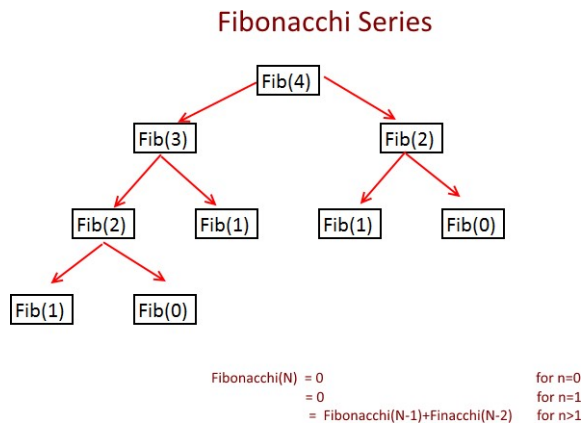 Fibonacchi Series
Fib(4)
Fib(3) Fib(2)
Fib(2) Fib(1) Fib(1) Fib(0)
Fib(1) Fib(0)
Fibonacchi(N) = 0 for n=0
= 0 for n=1
= Fibonacchi(N-1)+Finacchi(N-2) for n>1